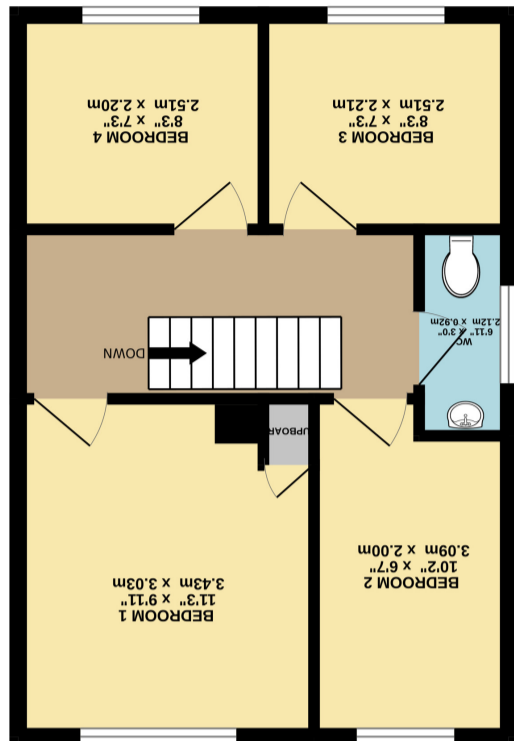 BEDROOM 1
11'3" x 9'11"
3.43m x 3.03m
BEDROOM 2
10'2" x 6'7"
3.09m x 2.00m
UPBOAR
DOWN
WC
6'11" x 3'0"
2.12m x 0.92m
BEDROOM 3
8'3" x 7'3"
2.51m x 2.21m
BEDROOM 4
8'3" x 7'3"
2.51m x 2.20m